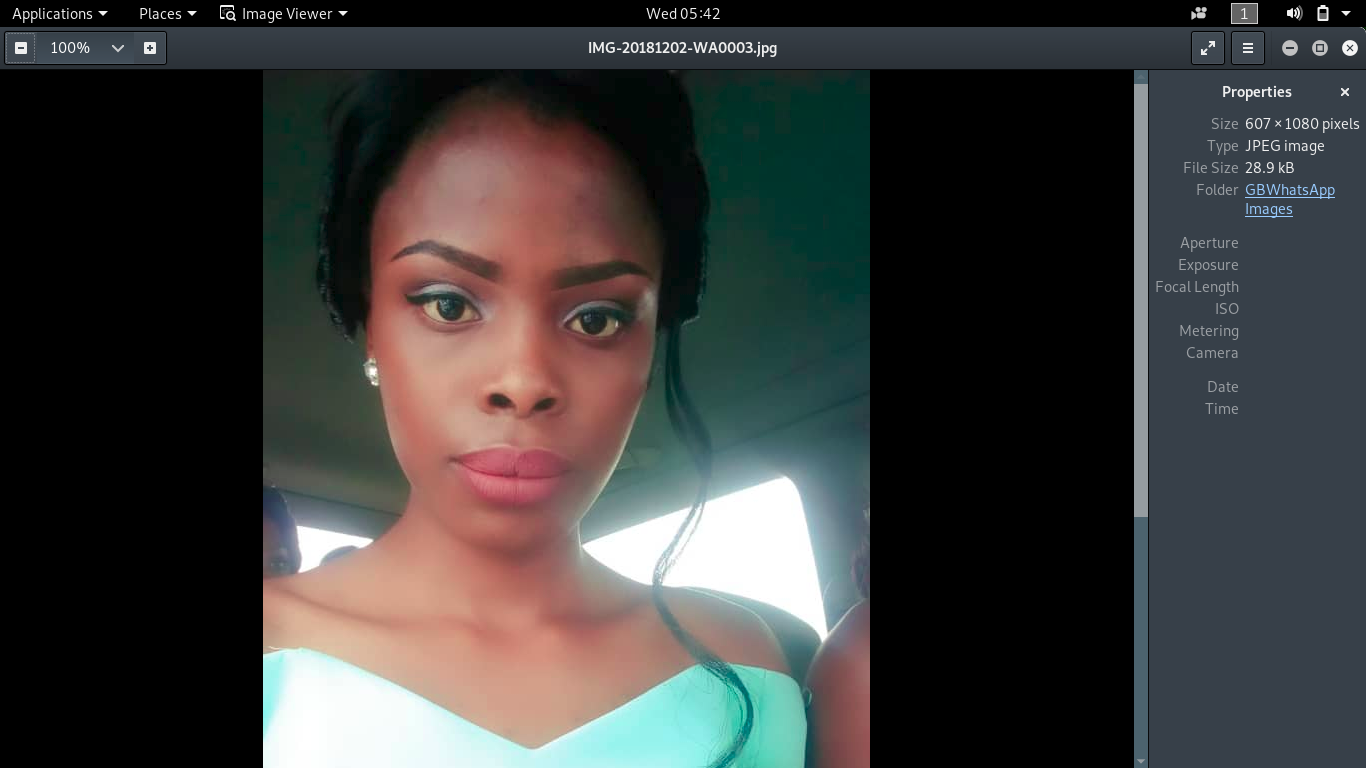 Applications Places Image Viewer Wed 05:42 1
100% IMG-20181202-WA0003.jpg
Properties
Size 607 × 1080 pixels
Type JPEG image
File Size 28.9 kB
Folder GBWhatsApp
Images
Aperture
Exposure
Focal Length
ISO
Metering
Camera
Date
Time